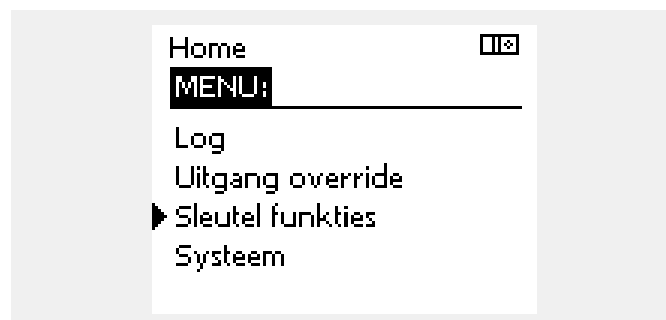 Home
MENU:
Log
Uitgang override
Sleutel funkties
Systeem